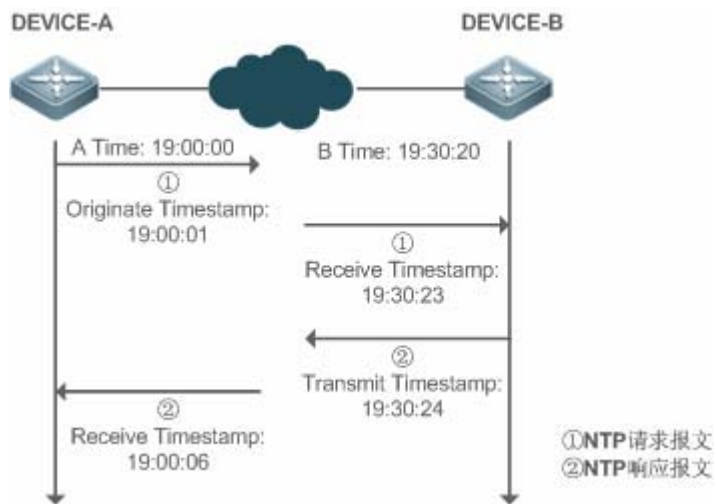 DEVICE-A
DEVICE-B
A Time: 19:00:00
B Time: 19:30:20
①
Originate Timestamp:
19:00:01
①
Receive Timestamp:
19:30:23
②
Transmit Timestamp:
19:30:24
②
Receive Timestamp:
19:00:06
①NTP请求报文
②NTP响应报文